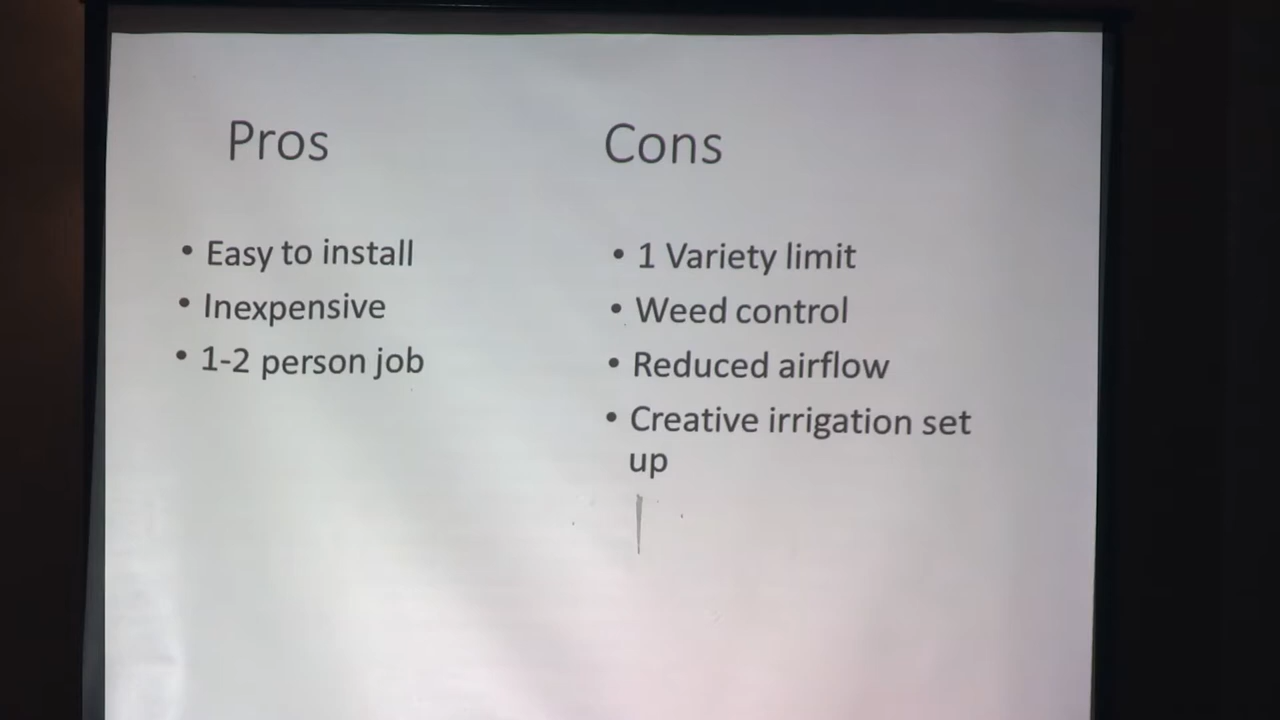 Pros
• Easy to install
• Inexpensive
• 1-2 person job
Cons
• 1 Variety limit
• Weed control
• Reduced airflow
• Creative irrigation set
up